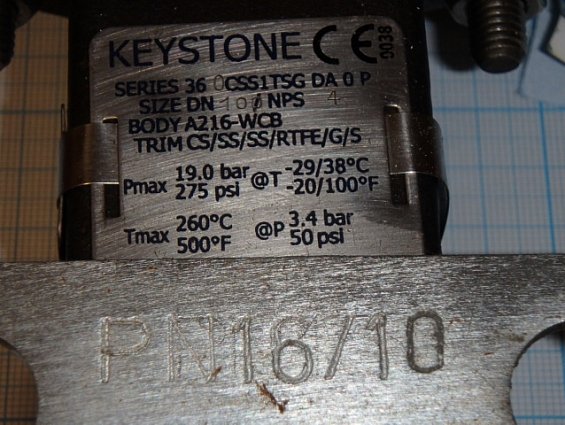 KEYSTONE CE 0038
SERIES 36 0CSS1TSG DA 0 P
SIZE DN 100 NPS 4
BODY A216-WCB
TRIM CS/SS/SS/RTFE/G/S
Pmax 19.0 bar @T -29/38°C
275 psi -20/100°F
Tmax 260°C @P 3.4 bar
500°F 50 psi
PN16/10